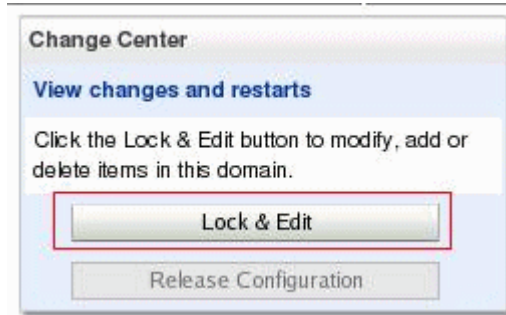 Change Center
View changes and restarts
Click the Lock & Edit button to modify, add or
delete items in this domain.
Lock & Edit
Release Configuration